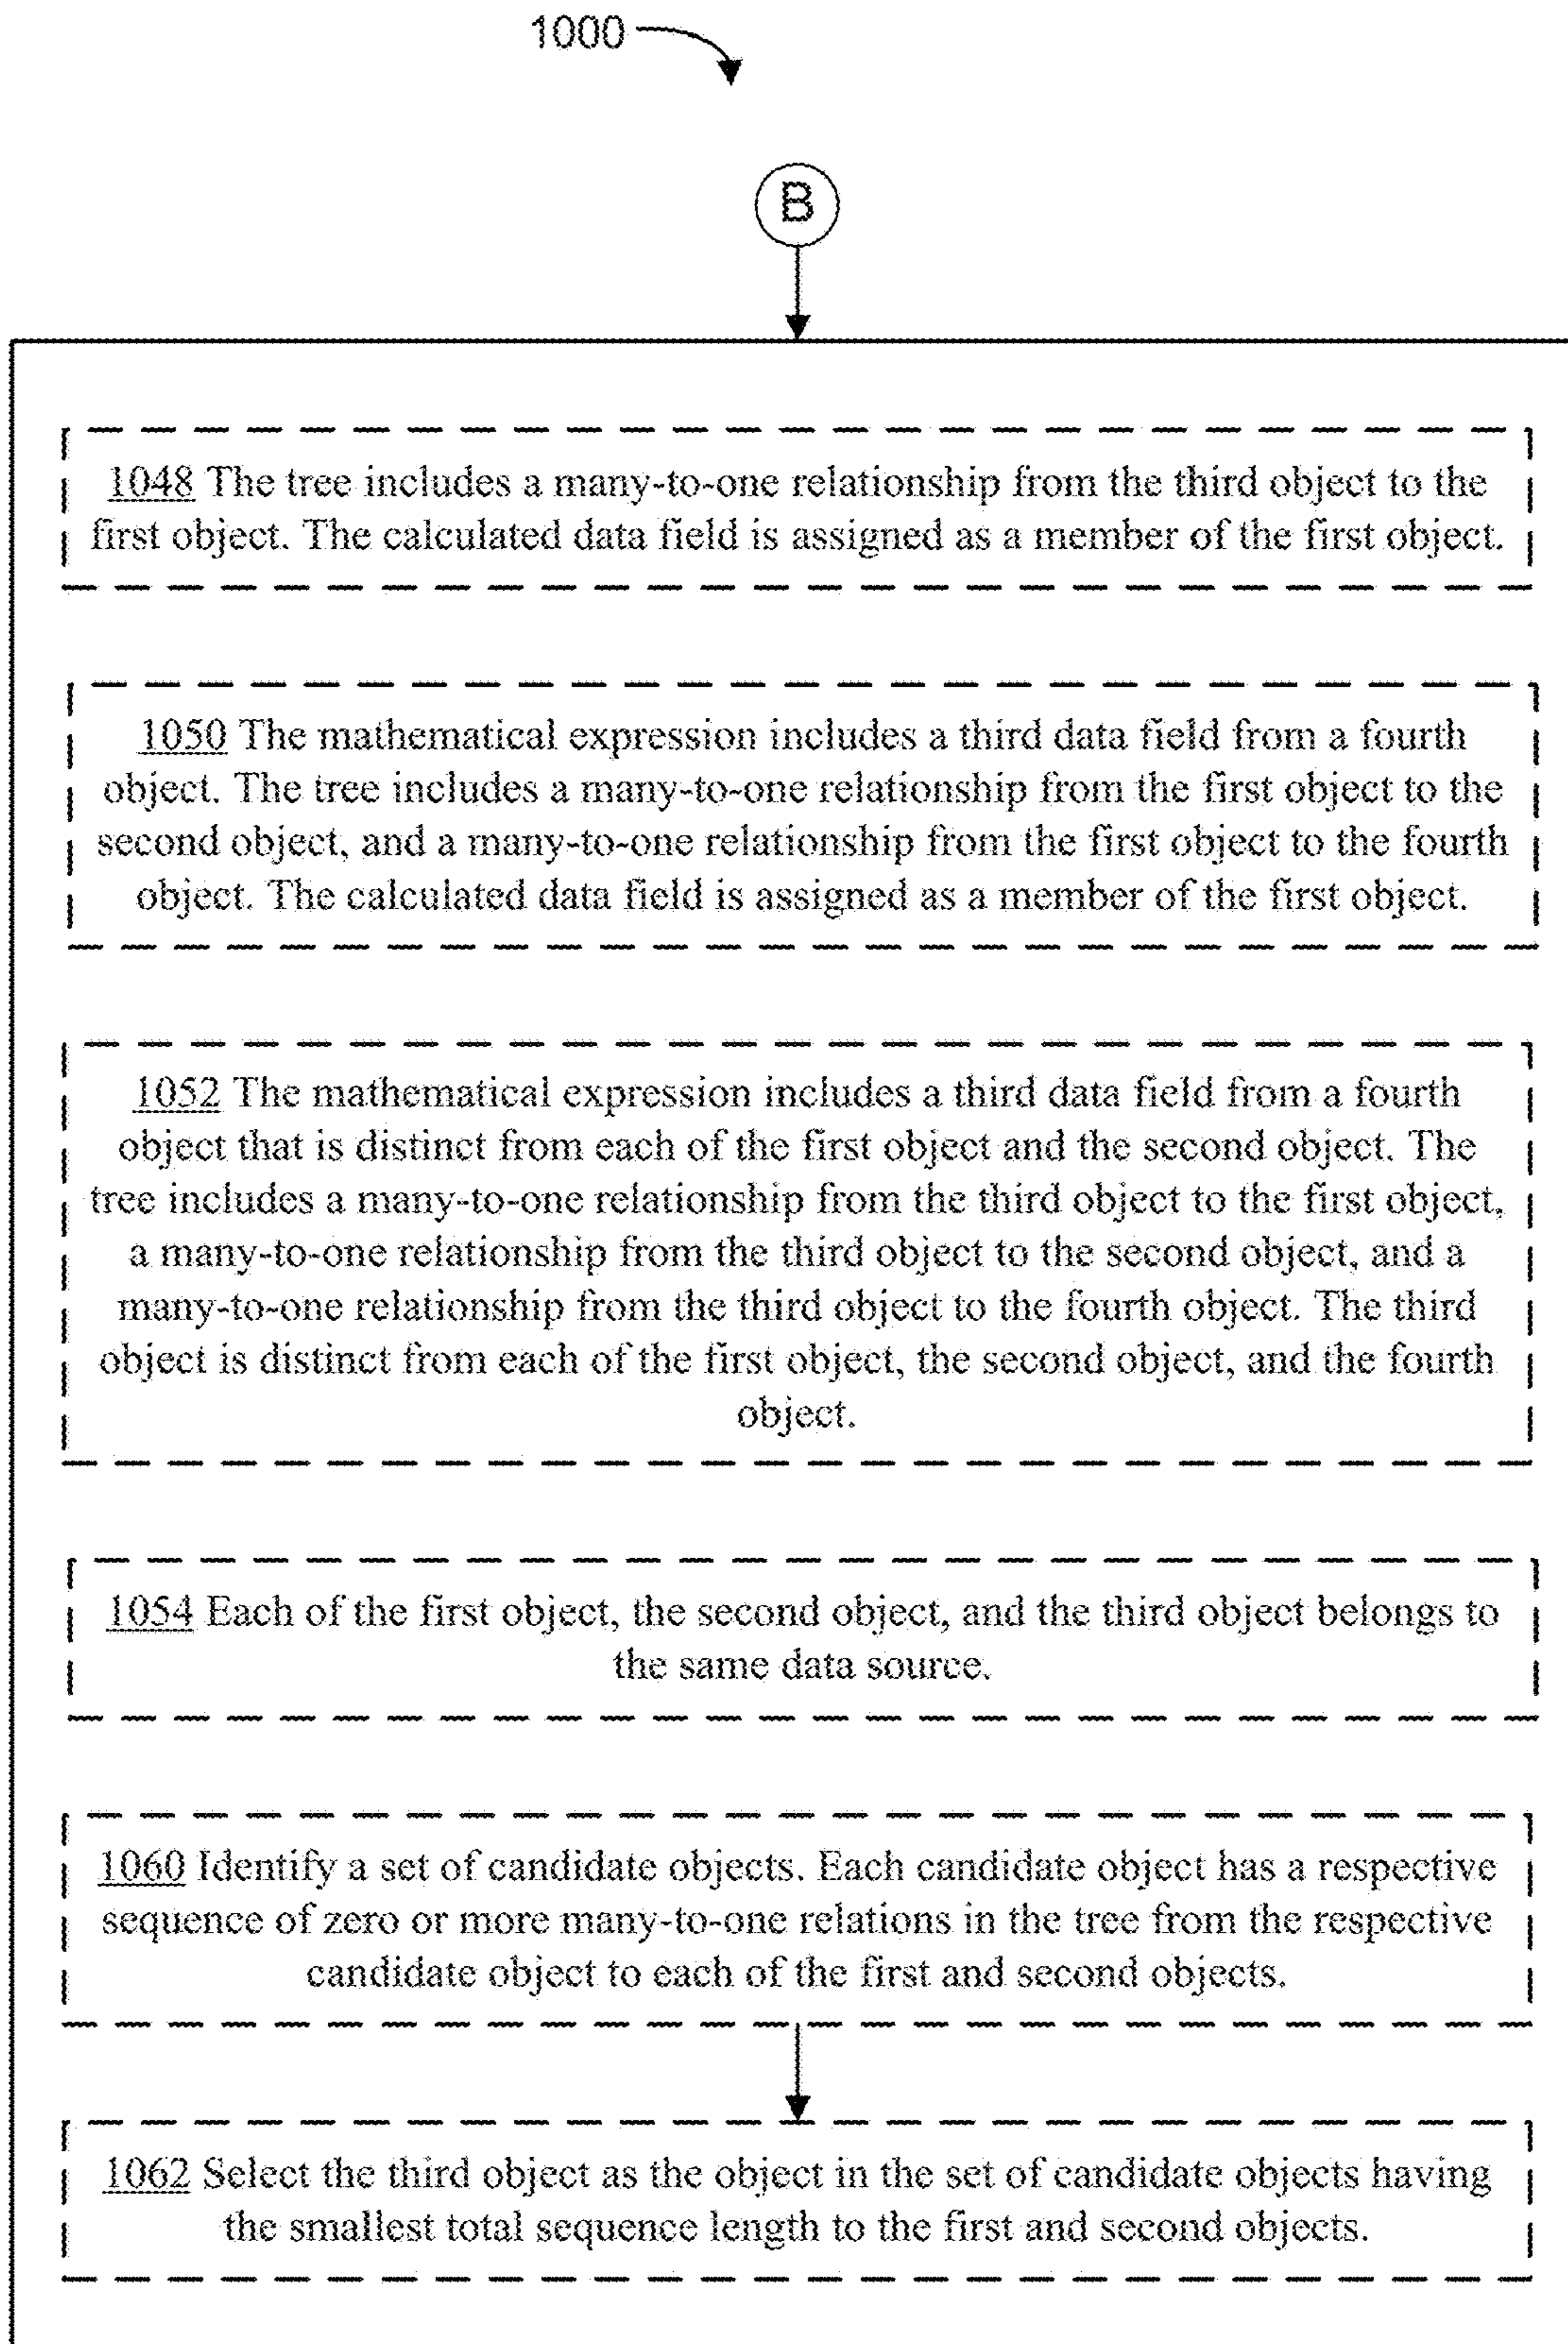 1000
B
1048 The tree includes a many-to-one relationship from the third object to the
first object. The calculated data field is assigned as a member of the first object.
1050 The mathematical expression includes a third data field from a fourth
object. The tree includes a many-to-one relationship from the first object to the
second object, and a many-to-one relationship from the first object to the fourth
object. The calculated data field is assigned as a member of the first object.
1052 The mathematical expression includes a third data field from a fourth
object that is distinct from each of the first object and the second object. The
tree includes a many-to-one relationship from the third object to the first object,
a many-to-one relationship from the third object to the second object, and a
many-to-one relationship from the third object to the fourth object. The third
object is distinct from each of the first object, the second object, and the fourth
object.
1054 Each of the first object, the second object, and the third object belongs to
the same data source.
1060 Identify a set of candidate objects. Each candidate object has a respective
sequence of zero or more many-to-one relations in the tree from the respective
candidate object to each of the first and second objects.
1062 Select the third object as the object in the set of candidate objects having
the smallest total sequence length to the first and second objects.